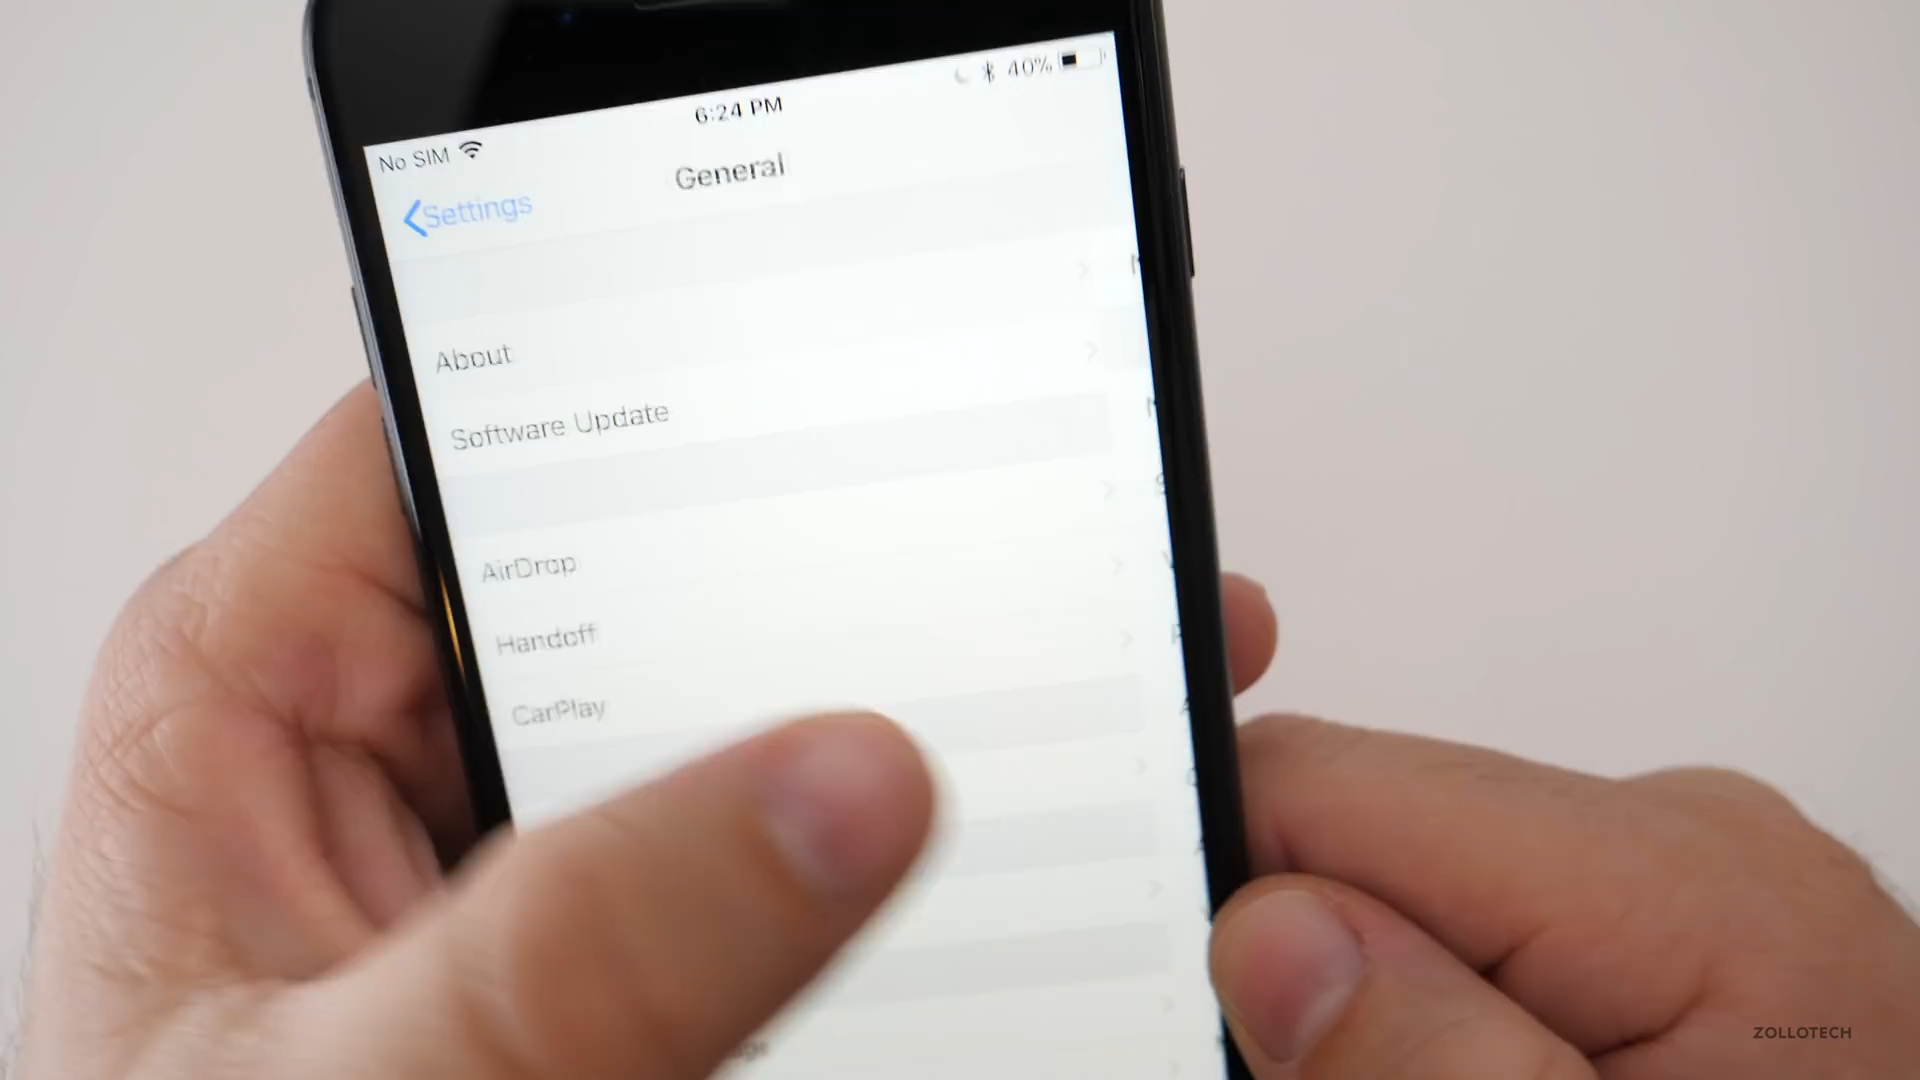 No SIM
6:24 PM
40%
Settings
General
About
Software Update
AirDrop
Handoff
CarPlay
ZOLLOTECH